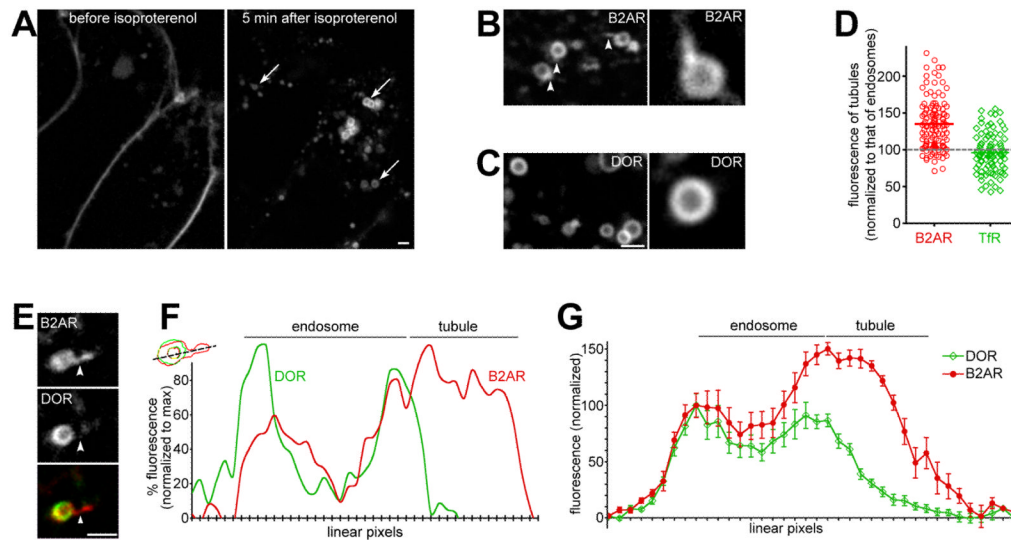 A
before isoproterenol
5 min after isoproterenol
B
B2AR
B2AR
C
DOR
DOR
D
fluorescence of tubules
(normalized to that of endosomes)
200
150
100
50
0
B2AR
TfR
E
B2AR
DOR
F
endosome
tubule
DOR
B2AR
% fluorescence
(normalized to max)
80
60
40
20
0
linear pixels
G
endosome
tubule
DOR
B2AR
fluorescence (normalized)
150
100
50
0
linear pixels